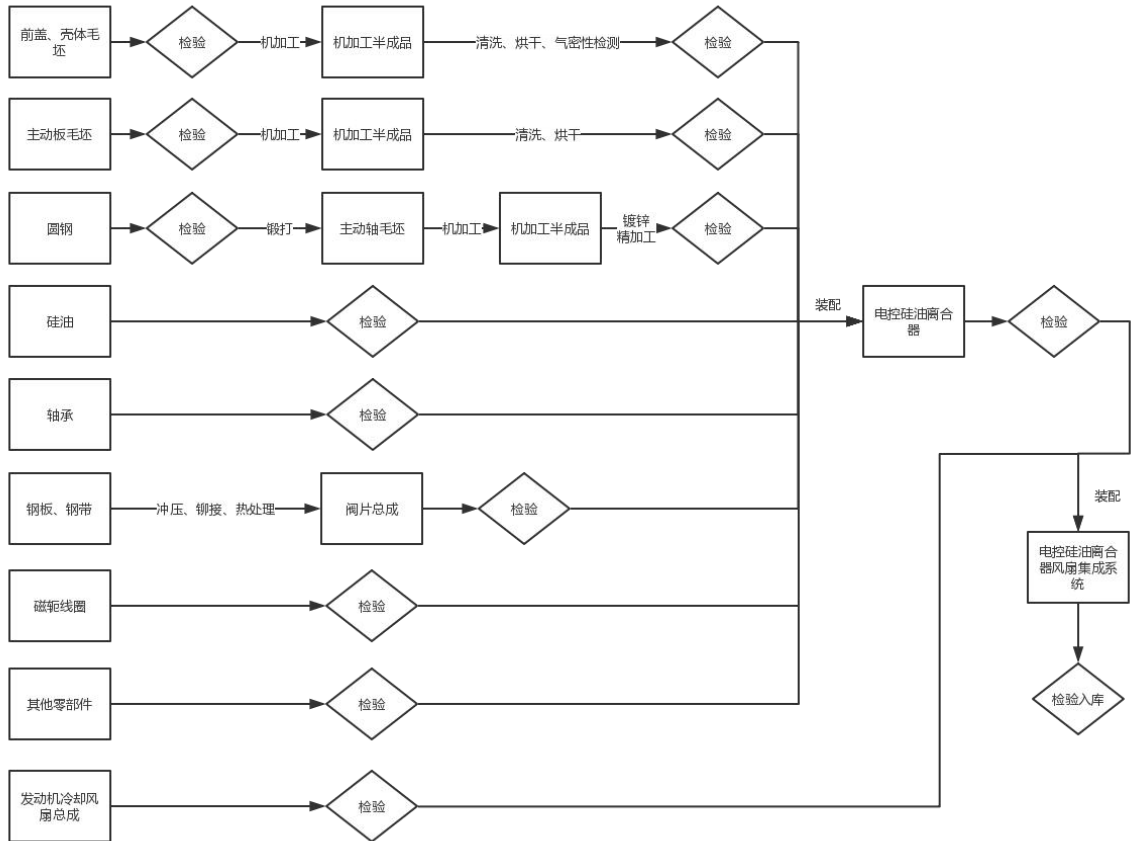 前盖、壳体毛
坯
检验
机加工
机加工半成品
清洗、烘干、气密性检测
检验
主动板毛坯
检验
机加工
机加工半成品
清洗、烘干
检验
圆钢
检验
锻打
主动轴毛坯
机加工
机加工半成品
镀锌
精加工
检验
硅油
检验
装配
电控硅油离合
器
检验
轴承
检验
钢板、钢带
冲压、铆接、热处理
阀片总成
检验
装配
电控硅油离合
器风扇集成系
统
磁轭线圈
检验
其他零部件
检验
检验入库
发动机冷却风
扇总成
检验